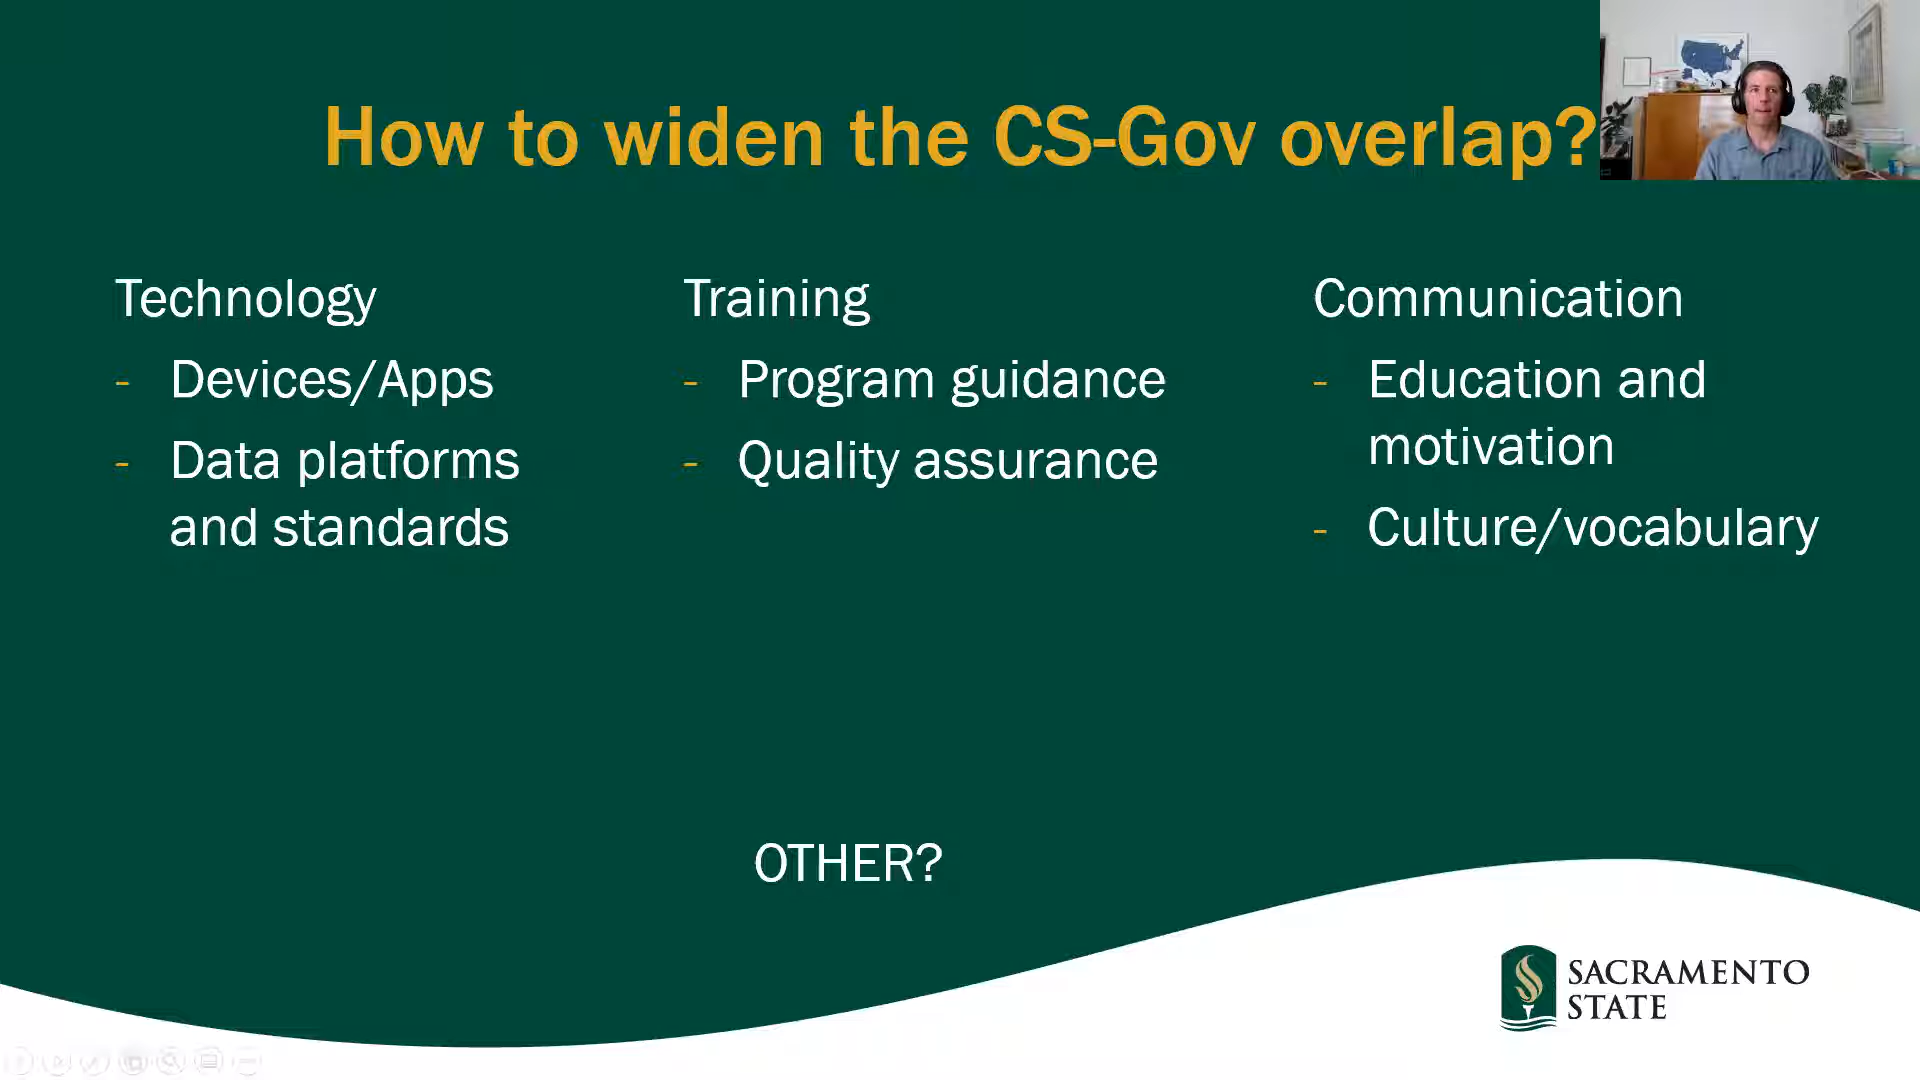 How to widen the CS-Gov overlap?
Technology
- Devices/Apps
- Data platforms
and standards
Training
- Program guidance
- Quality assurance
Communication
- Education and
motivation
- Culture/vocabulary
OTHER?
SACRAMENTO
STATE